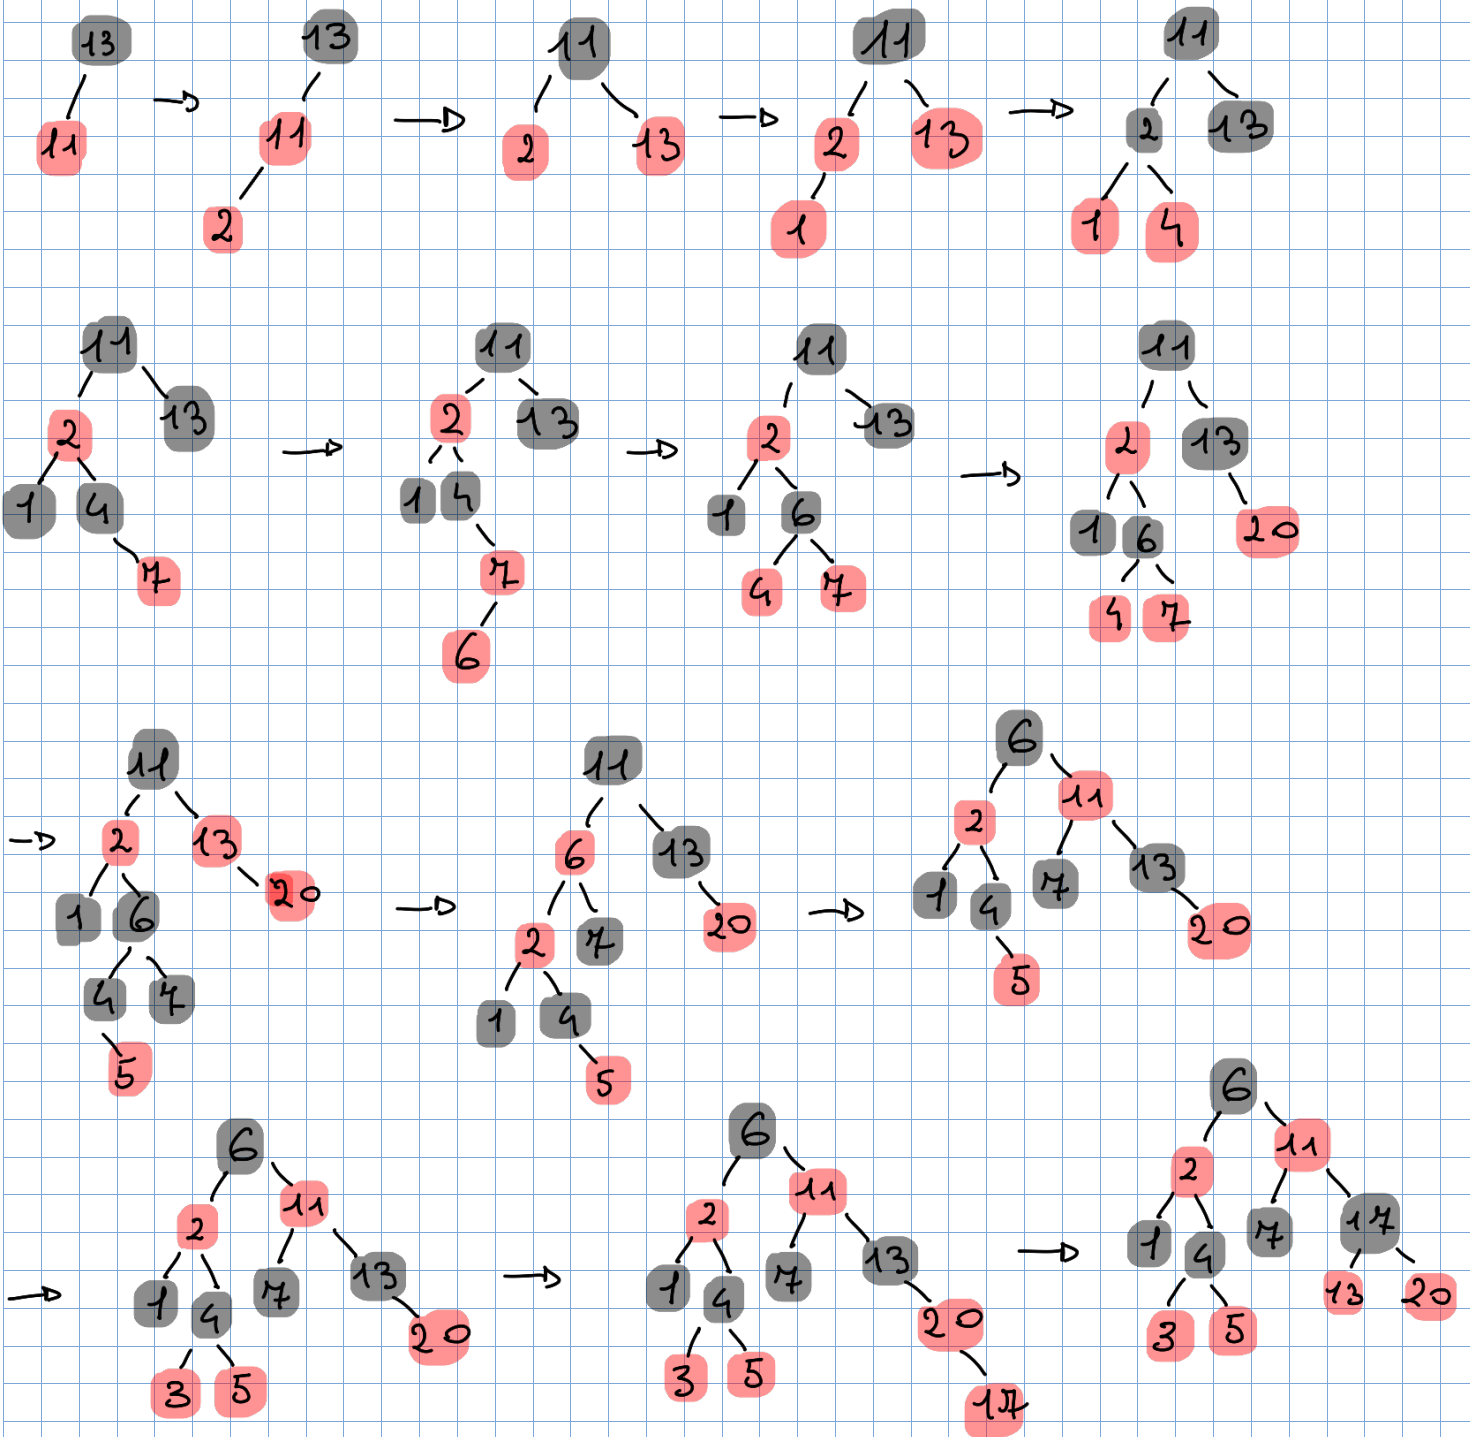 13 13 11 11 11
11 11 2 13 2 13 2 13
2 1 1 4
11 11 11 11
2 13 2 13 2 13 2 13
1 4 1 4 1 6 1 6 20
7 7 4 7 4 7
6
6
11 11 2 11
2 13 6 13 1 4 7 13
1 6 20 2 7 20 5 20
4 7 1 4
5 5
6 6 6
2 11 2 11 2 11
1 4 7 13 1 4 7 13 1 4 7 17
3 5 20 3 5 20 3 5 13 20
17